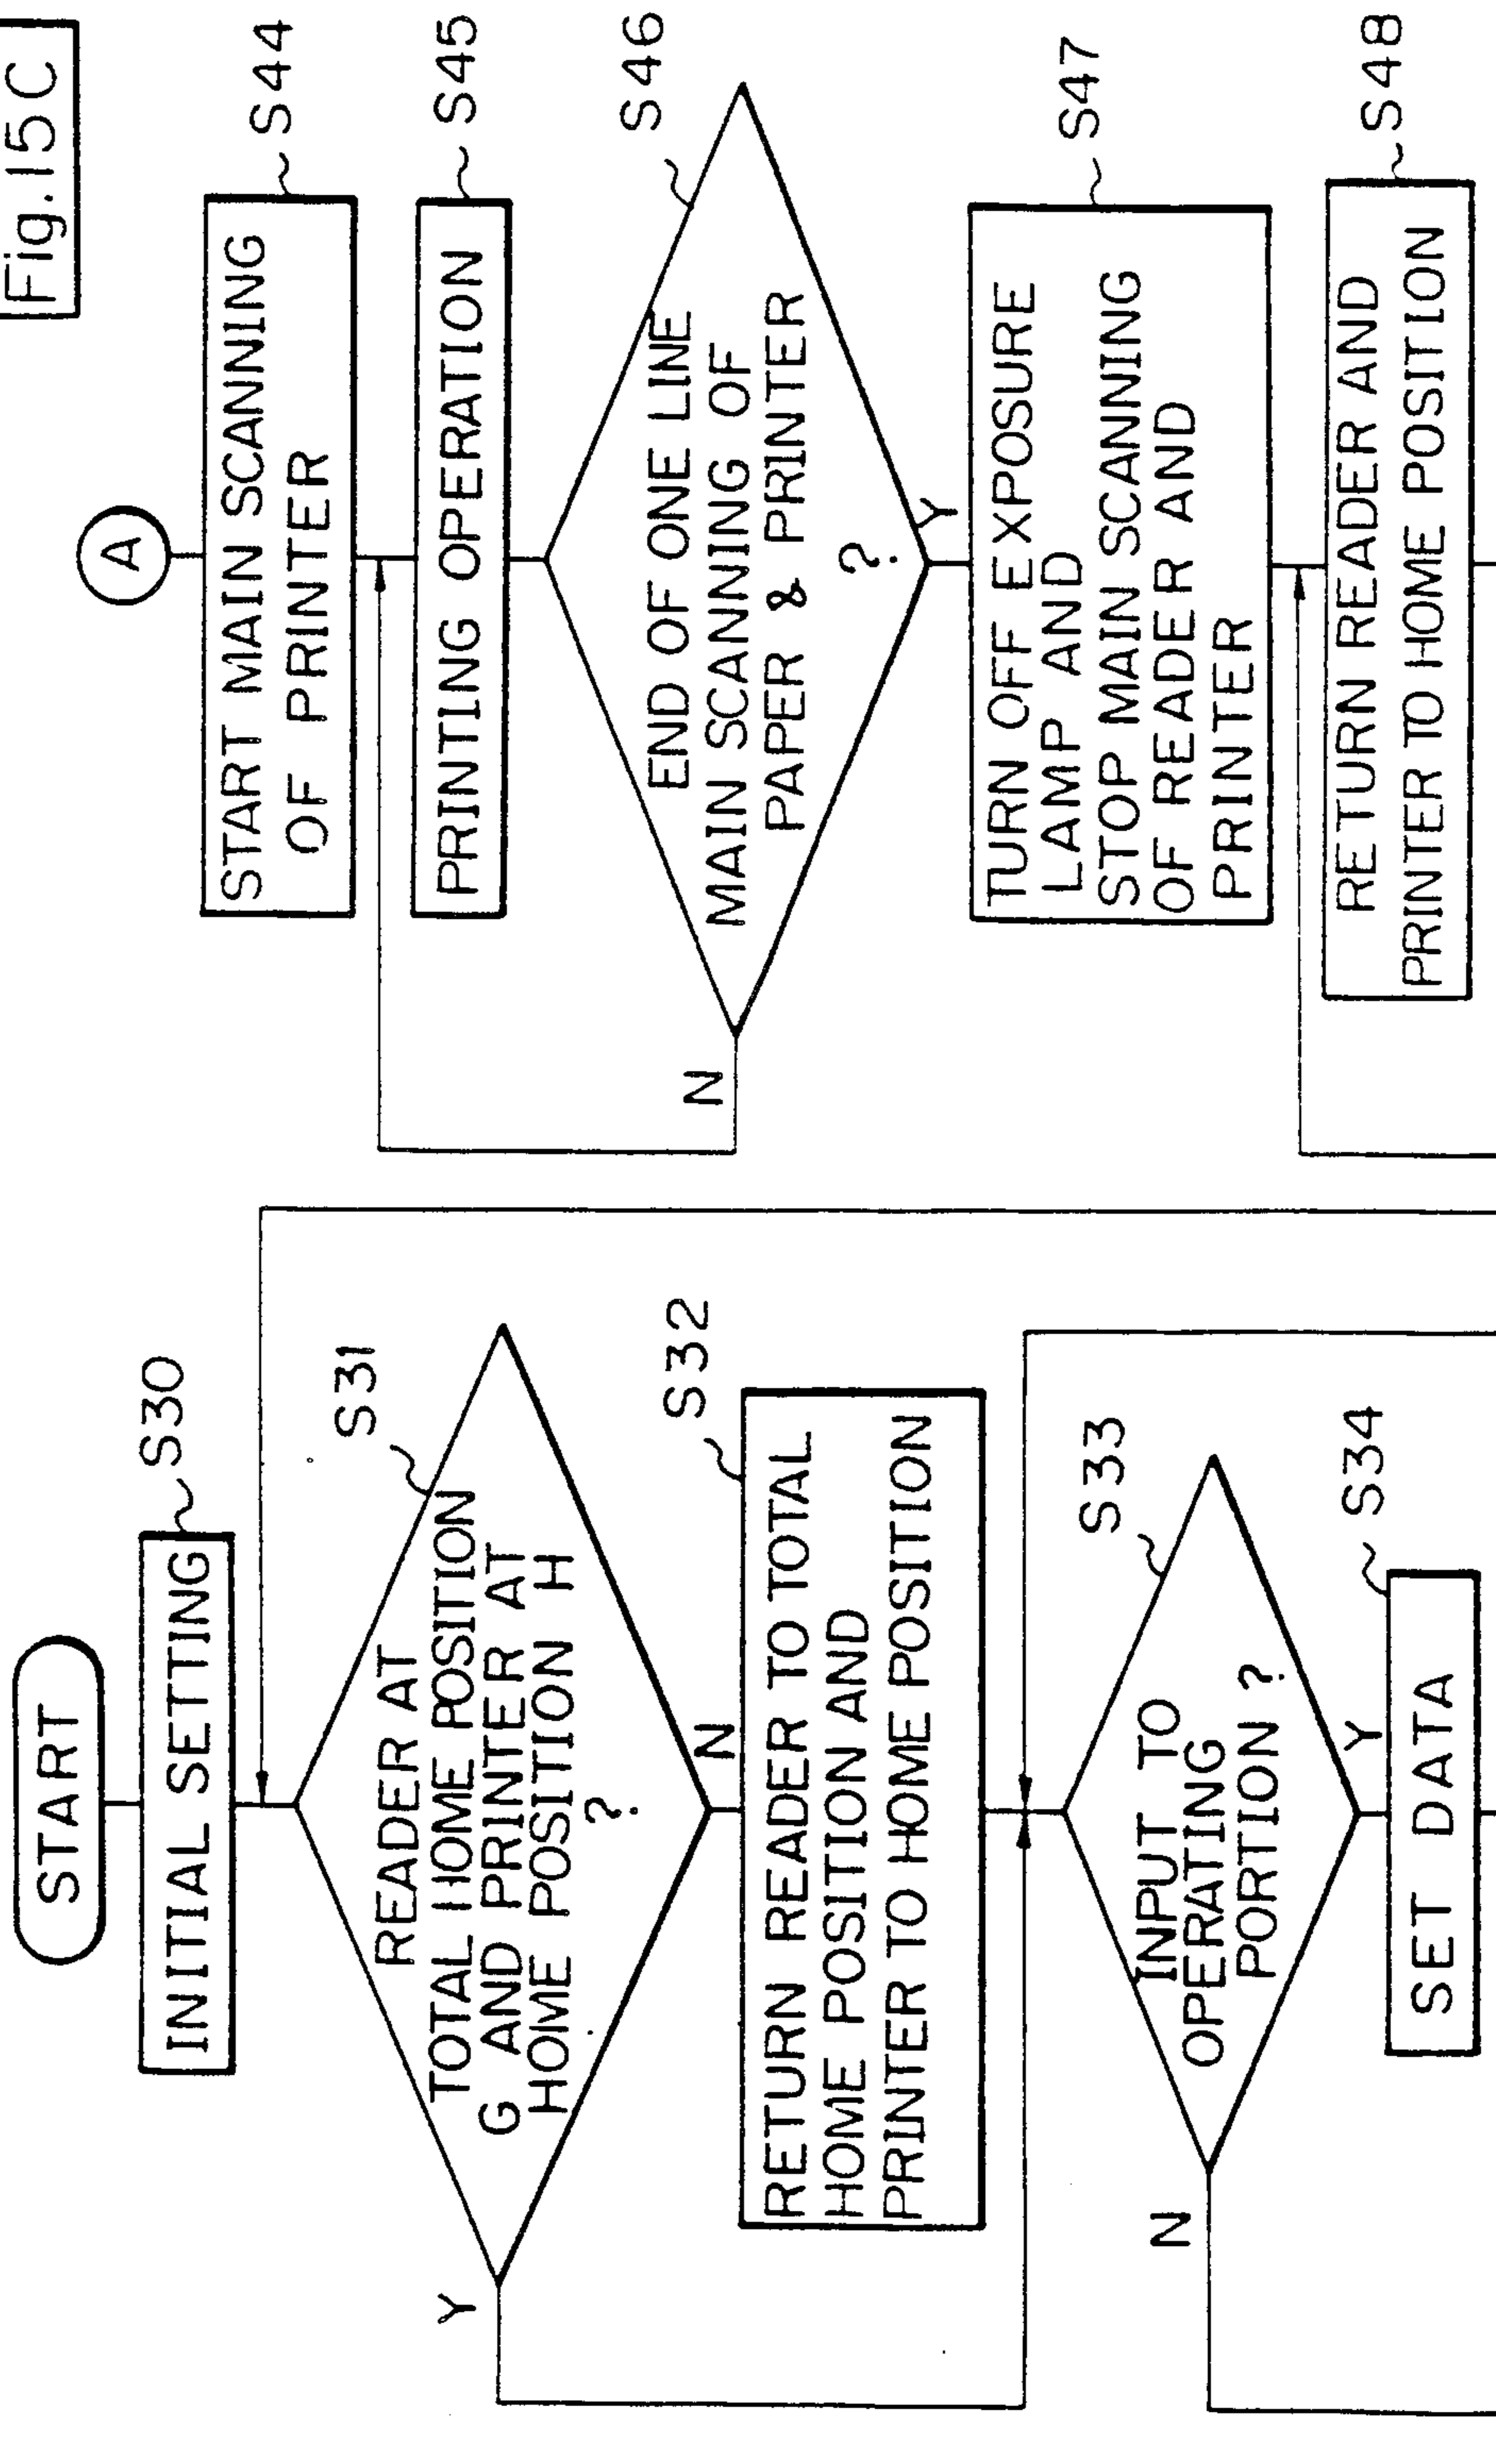 Fig.15C
START
INITIAL SETTING
S30
READER AT
TOTAL HOME POSITION
G AND PRINTER AT
HOME POSITION H
?
S31
Y
N
RETURN READER TO TOTAL
HOME POSITION AND
PRINTER TO HOME POSITION
S32
INPUT TO
OPERATING
PORTION ?
S33
N
Y
SET DATA
S34
A
START MAIN SCANNING
OF PRINTER
S44
PRINTING OPERATION
S45
END OF ONE LINE
MAIN SCANNING OF
PAPER & PRINTER
?
S46
N
Y
TURN OFF EXPOSURE
LAMP AND
STOP MAIN SCANNING
OF READER AND
PRINTER
S47
RETURN READER AND
PRINTER TO HOME POSITION
S48